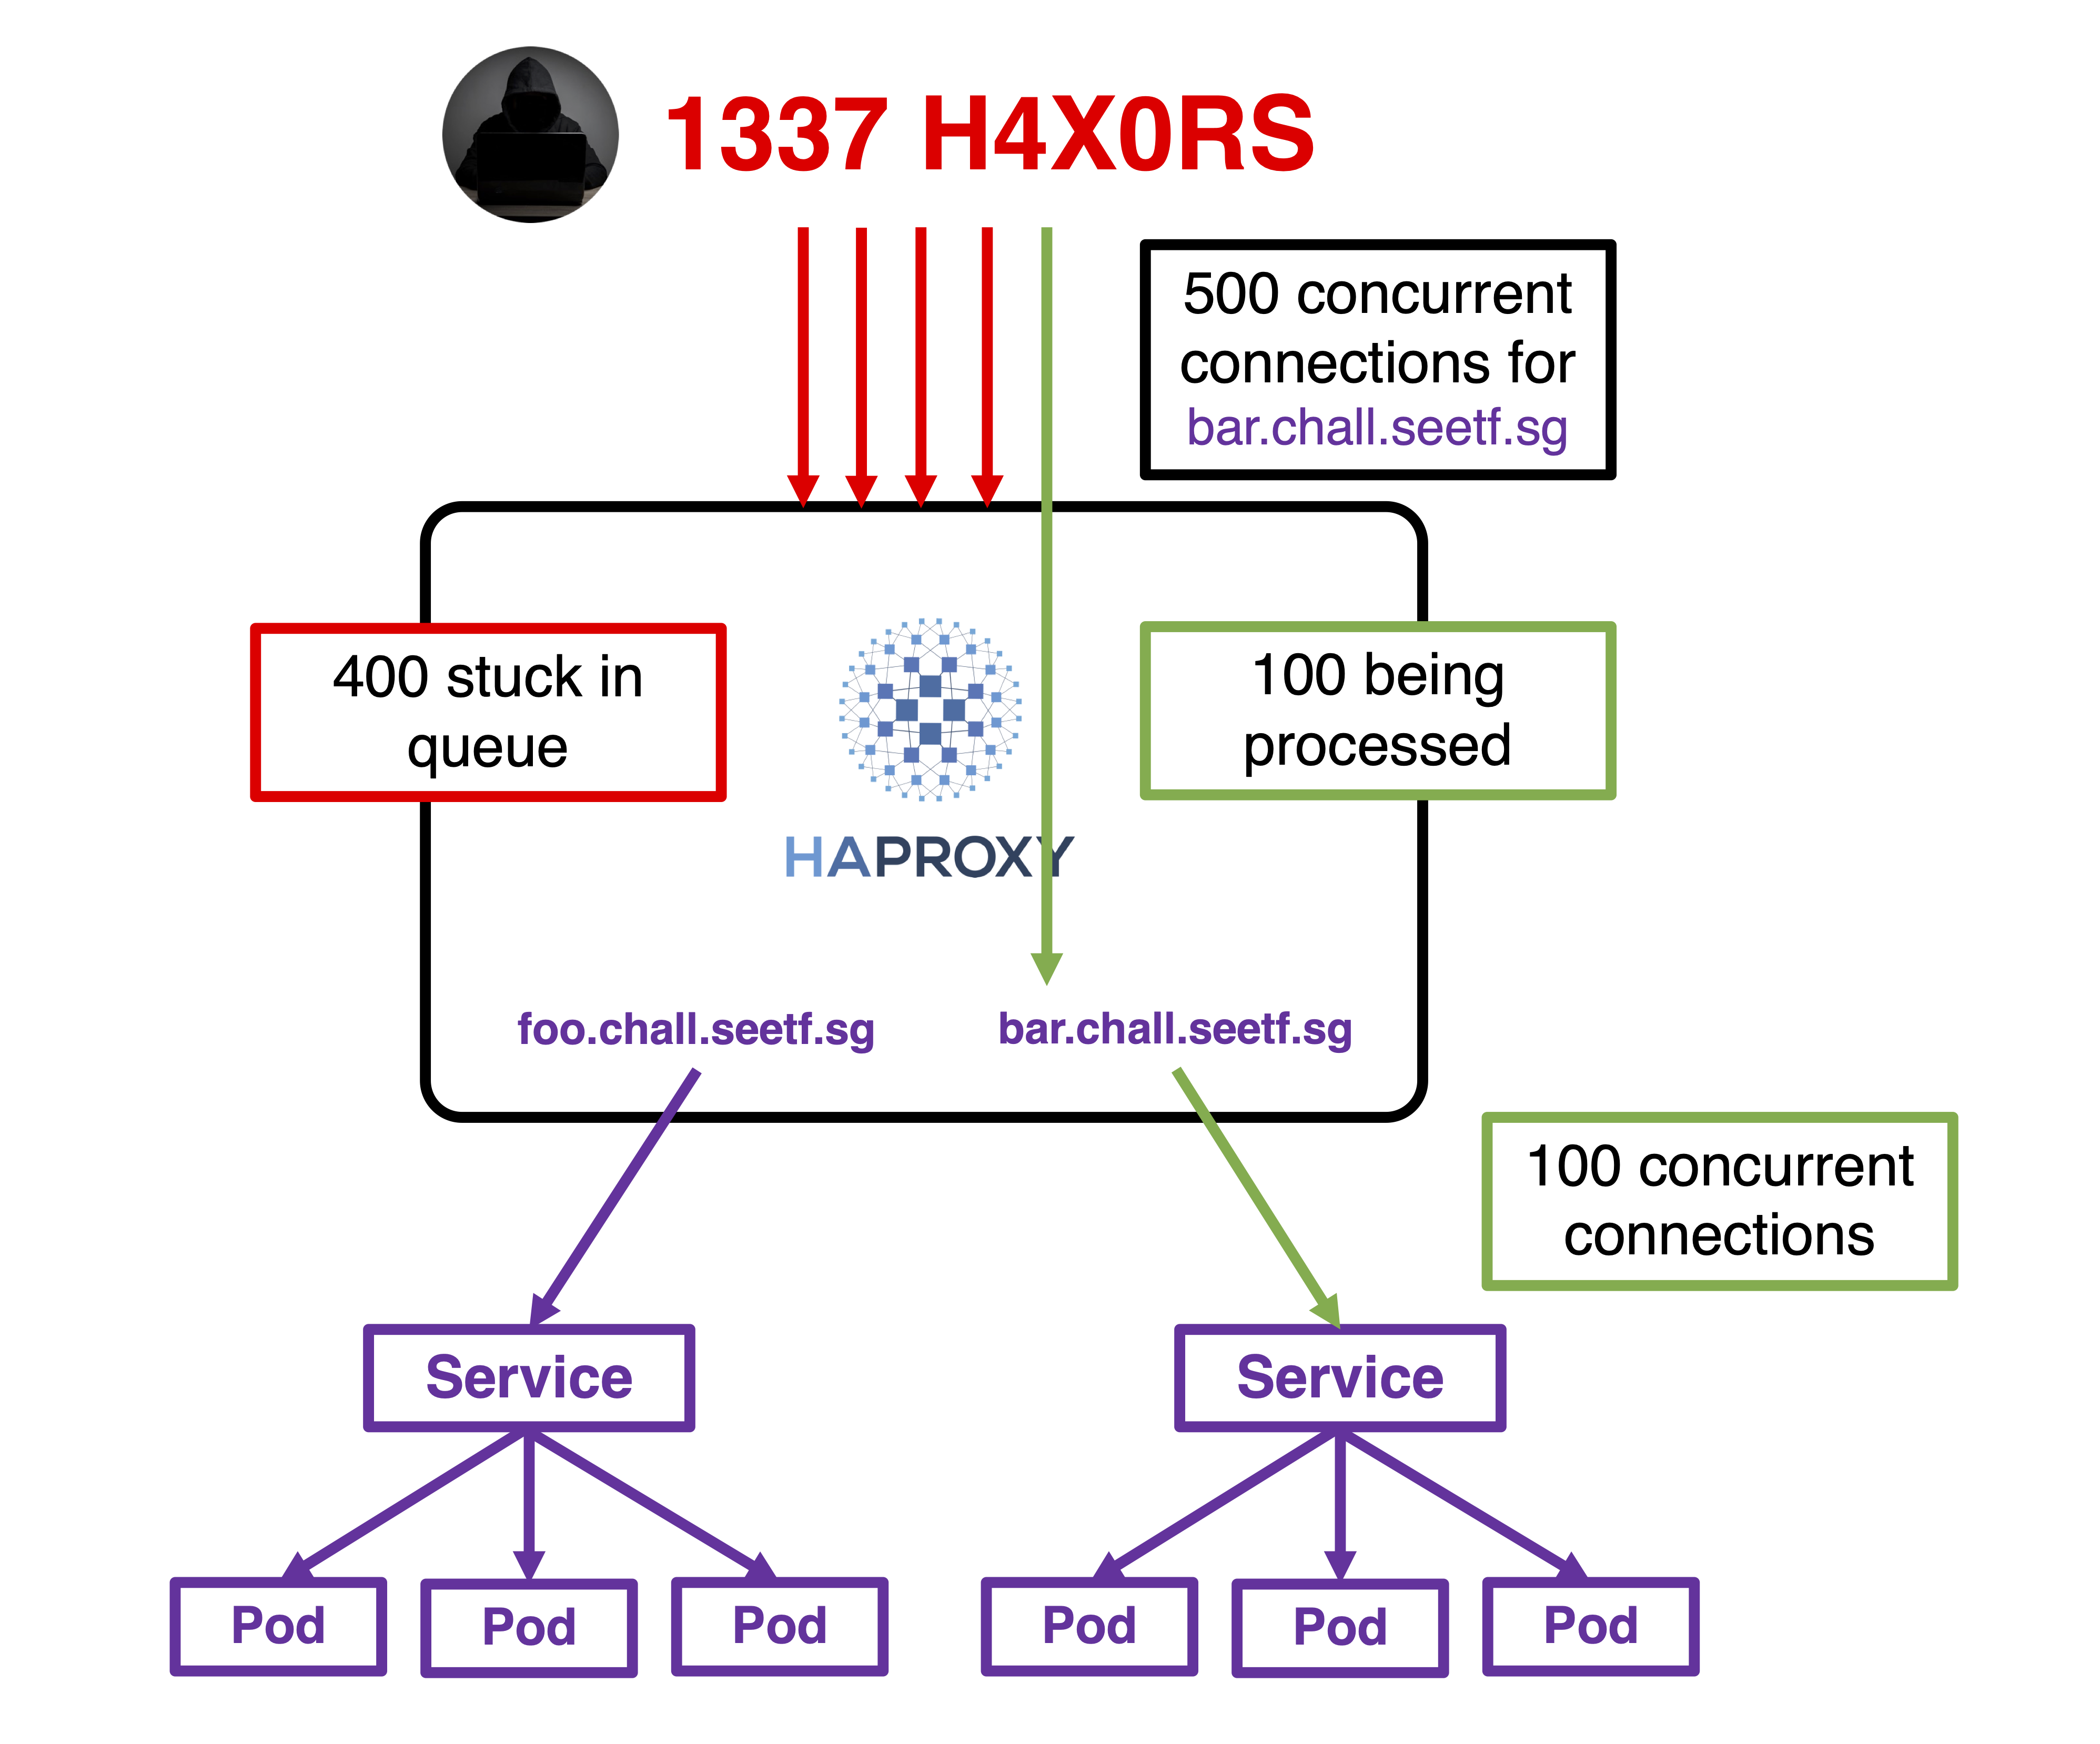 1337 H4X0RS
500 concurrent
connections for
bar.chall.seetf.sg
400 stuck in
queue
100 being
processed
HAPROXY
foo.chall.seetf.sg
bar.chall.seetf.sg
100 concurrent
connections
Service
Service
Pod
Pod
Pod
Pod
Pod
Pod